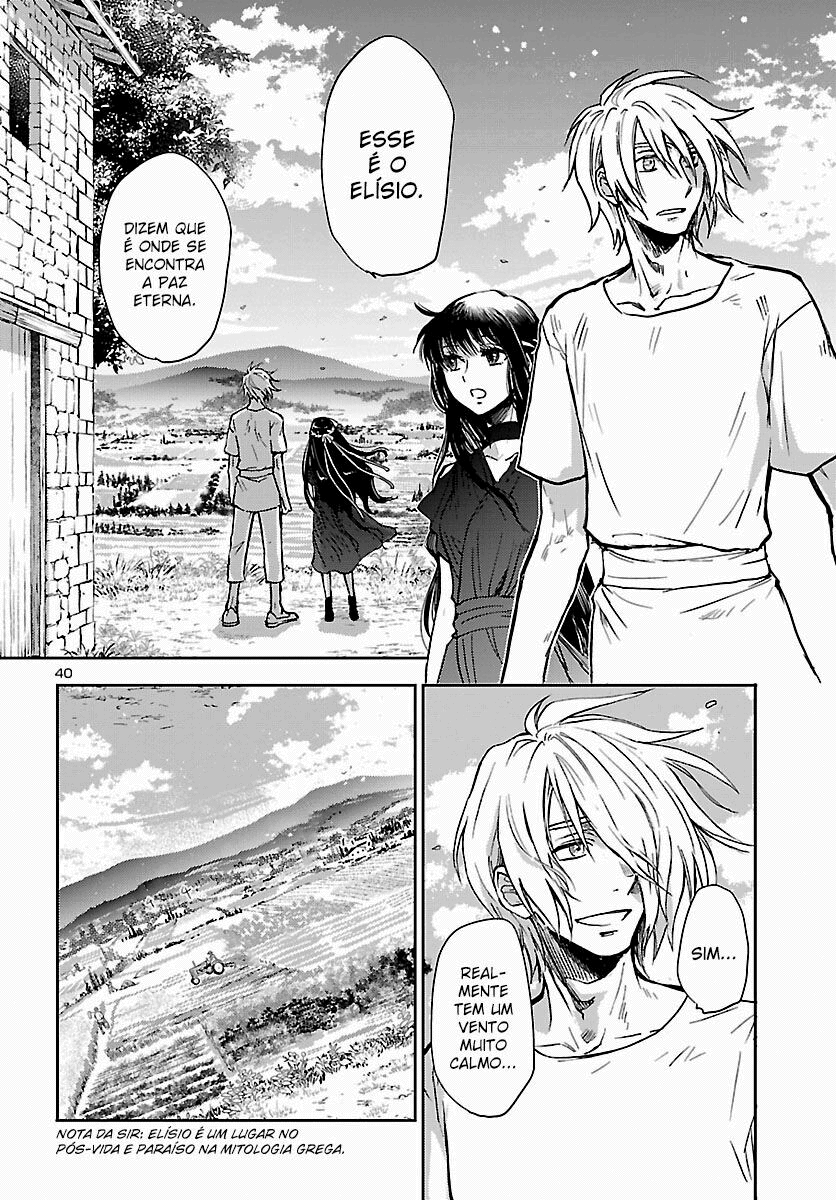 ESSE
É O
ELÍSIO.
DIZEM QUE
É ONDE SE
ENCONTRA
A PAZ
ETERNA.
40
SIM...
REAL-
MENTE
TEM UM
VENTO
MUITO
CALMO...
NOTA DA SIR: ELÍSIO É UM LUGAR NO
PÓS-VIDA E PARAÍSO NA MITOLOGIA GREGA.